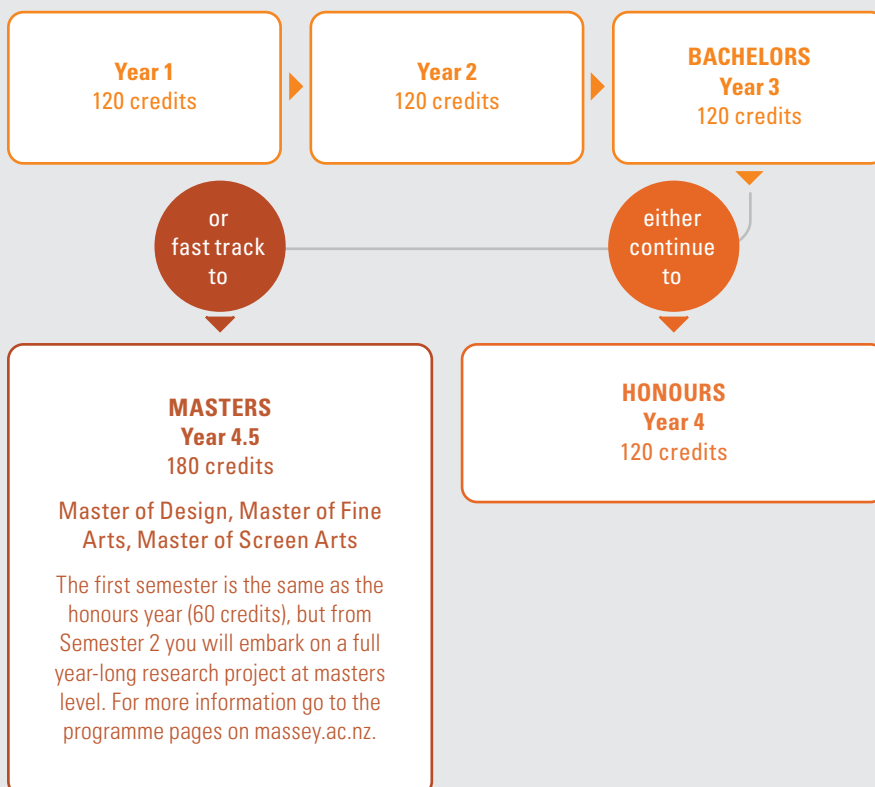 Year 1
120 credits
Year 2
120 credits
BACHELORS
Year 3
120 credits
or
fast track
to
either
continue
to
MASTERS
Year 4.5
180 credits
Master of Design, Master of Fine
Arts, Master of Screen Arts
The first semester is the same as the
honours year (60 credits), but from
Semester 2 you will embark on a full
year-long research project at masters
level. For more information go to the
programme pages on massey.ac.nz.
HONOURS
Year 4
120 credits